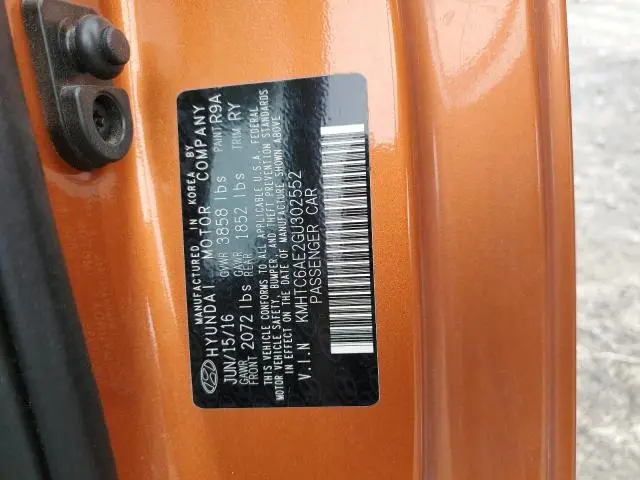 MANUFACTURED IN KOREA BY
HYUNDAI MOTOR COMPANY
JUN/15/16 GVWR 3858 lbs PAINT R9A
GAWR FRONT 2072 lbs GAWR REAR 1852 lbs TRIM RY
THIS VEHICLE CONFORMS TO ALL APPLICABLE U.S.A. FEDERAL
MOTOR VEHICLE SAFETY, BUMPER, AND THEFT PREVENTION STANDARDS
IN EFFECT ON THE DATE OF MANUFACTURE SHOWN ABOVE
V.I.N KMHTC6AE2GU302552
PASSENGER CAR